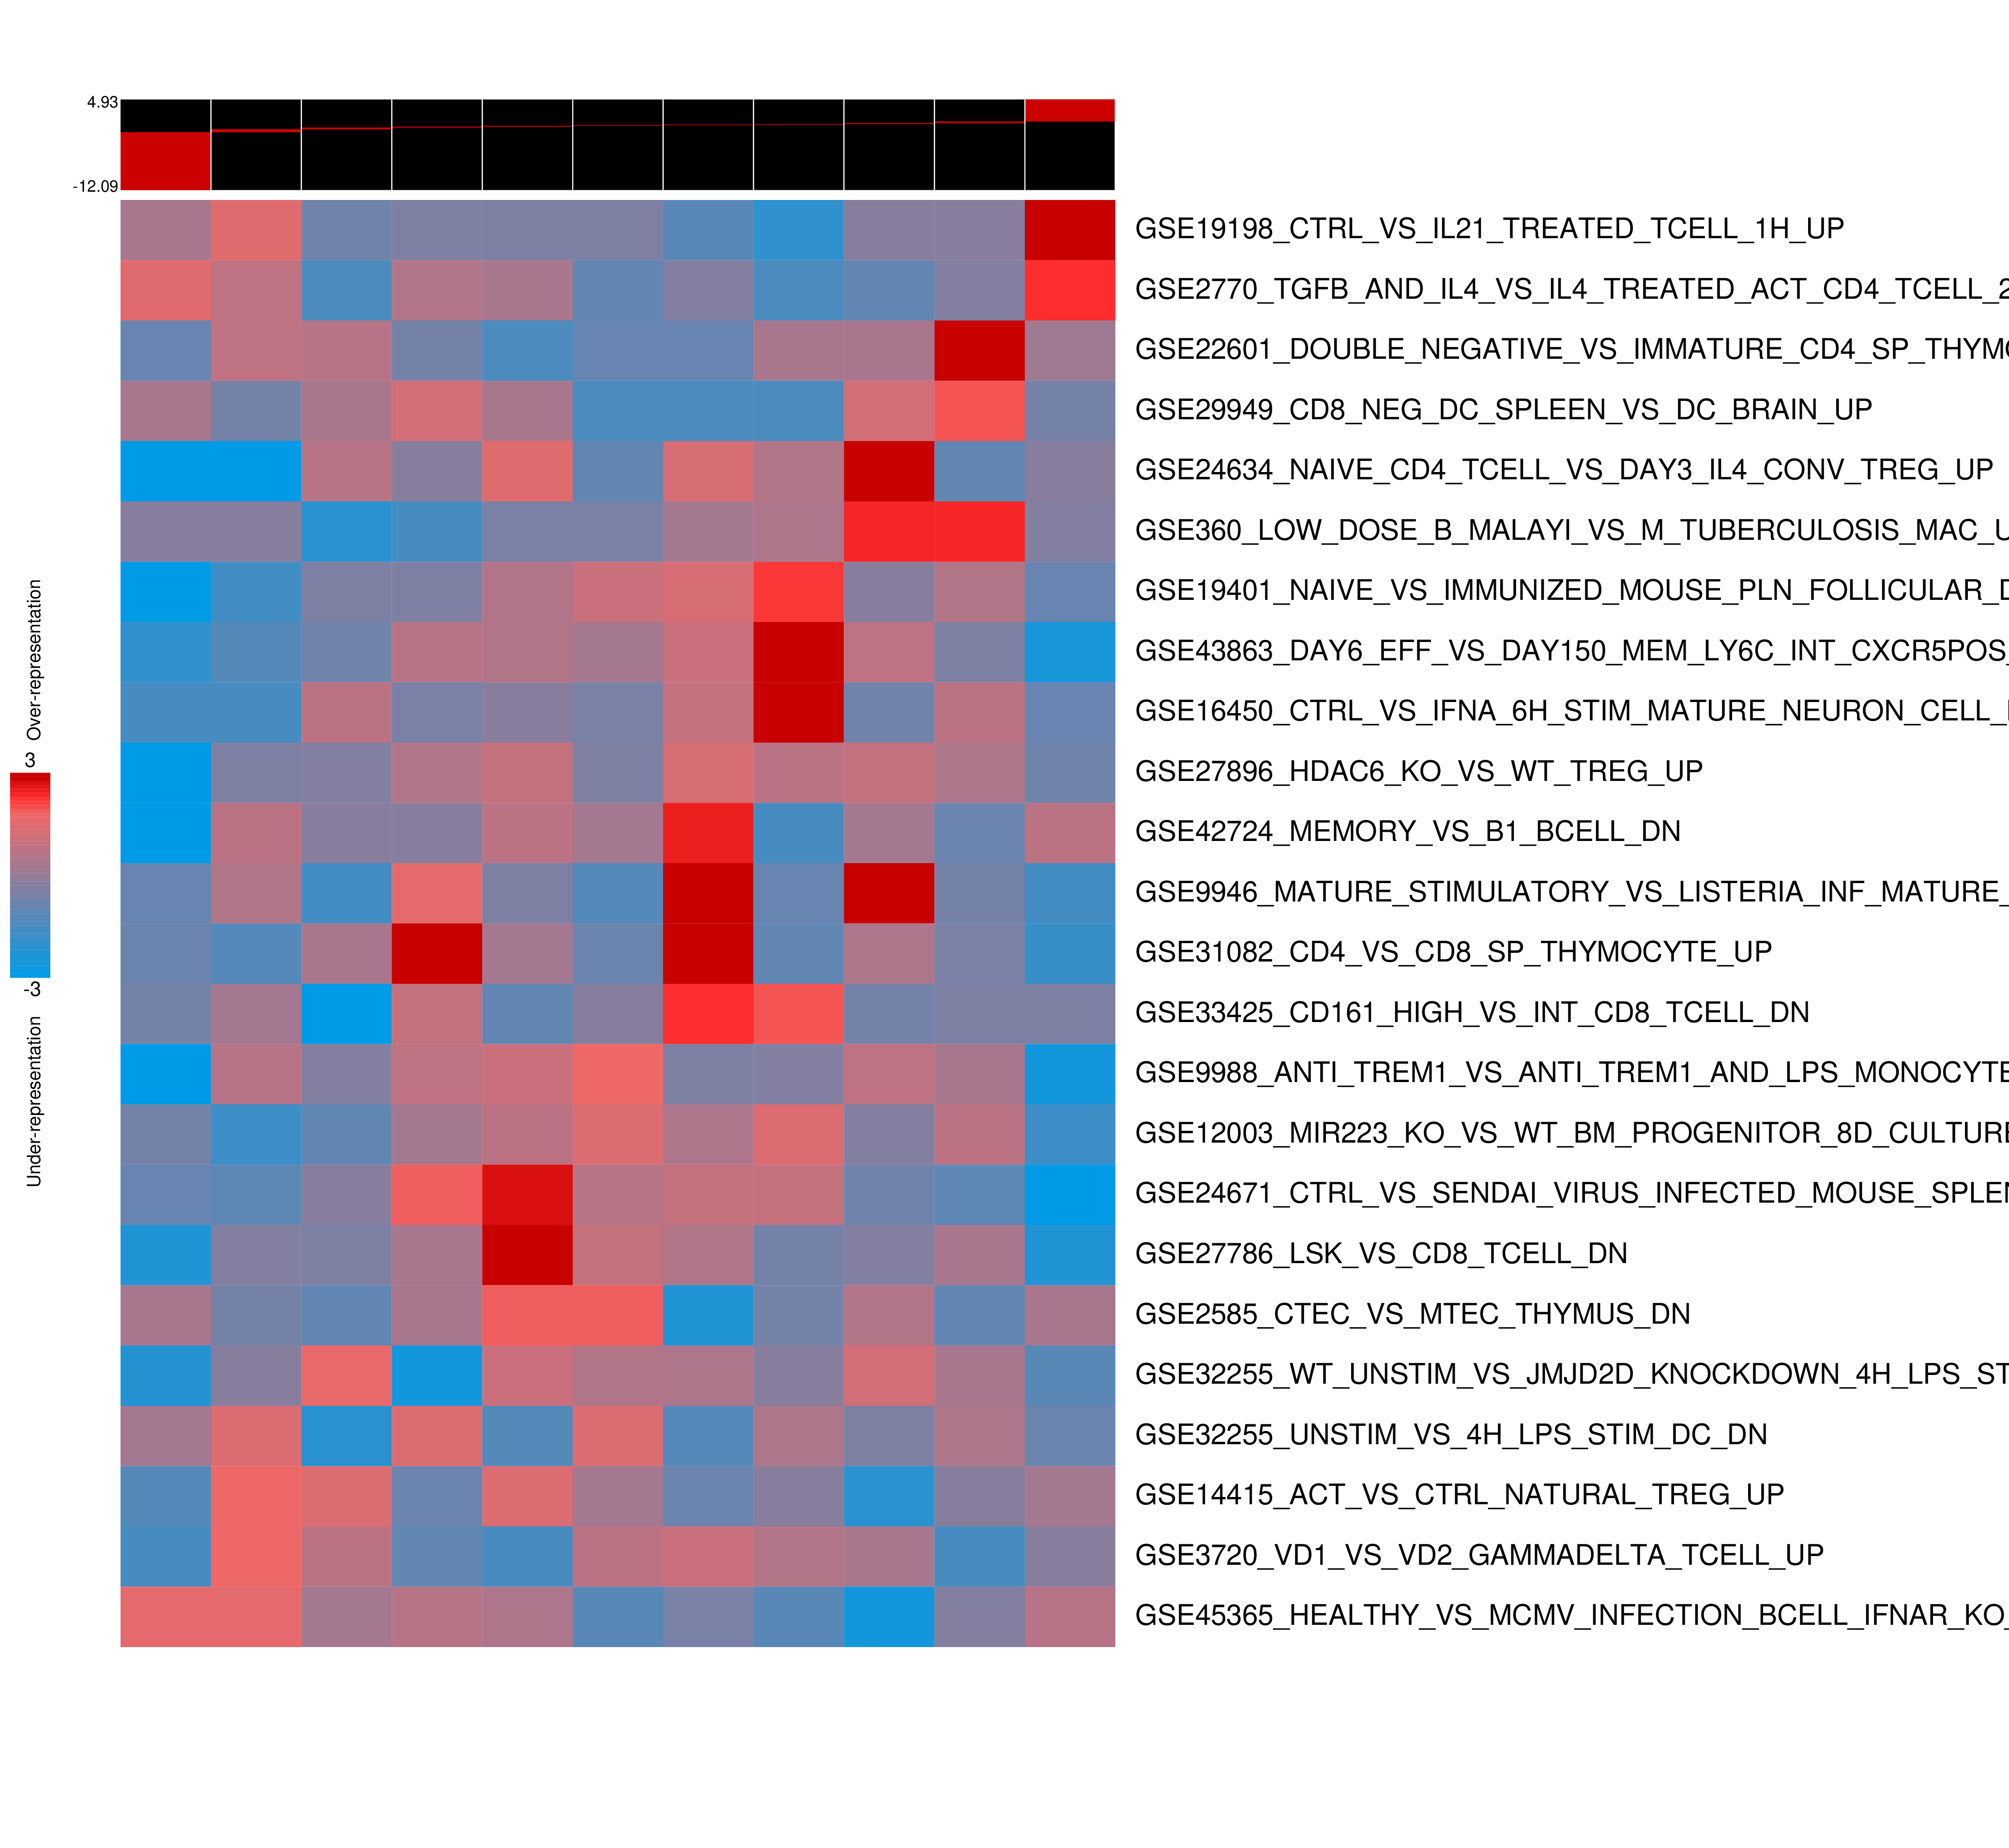 4.93
-12.09
GSE19198_CTRL_VS_IL21_TREATED_TCELL_1H_UP
GSE2770_TGFB_AND_IL4_VS_IL4_TREATED_ACT_CD4_TCELL_2
GSE22601_DOUBLE_NEGATIVE_VS_IMMATURE_CD4_SP_THYMO
GSE29949_CD8_NEG_DC_SPLEEN_VS_DC_BRAIN_UP
GSE24634_NAIVE_CD4_TCELL_VS_DAY3_IL4_CONV_TREG_UP
GSE360_LOW_DOSE_B_MALAYI_VS_M_TUBERCULOSIS_MAC_U
GSE19401_NAIVE_VS_IMMUNIZED_MOUSE_PLN_FOLLICULAR_D
GSE43863_DAY6_EFF_VS_DAY150_MEM_LY6C_INT_CXCR5POS_
GSE16450_CTRL_VS_IFNA_6H_STIM_MATURE_NEURON_CELL_
GSE27896_HDAC6_KO_VS_WT_TREG_UP
GSE42724_MEMORY_VS_B1_BCELL_DN
GSE9946_MATURE_STIMULATORY_VS_LISTERIA_INF_MATURE_
GSE31082_CD4_VS_CD8_SP_THYMOCYTE_UP
GSE33425_CD161_HIGH_VS_INT_CD8_TCELL_DN
GSE9988_ANTI_TREM1_VS_ANTI_TREM1_AND_LPS_MONOCYTE
GSE12003_MIR223_KO_VS_WT_BM_PROGENITOR_8D_CULTURE
GSE24671_CTRL_VS_SENDAI_VIRUS_INFECTED_MOUSE_SPLEN
GSE27786_LSK_VS_CD8_TCELL_DN
GSE2585_CTEC_VS_MTEC_THYMUS_DN
GSE32255_WT_UNSTIM_VS_JMJD2D_KNOCKDOWN_4H_LPS_ST
GSE32255_UNSTIM_VS_4H_LPS_STIM_DC_DN
GSE14415_ACT_VS_CTRL_NATURAL_TREG_UP
GSE3720_VD1_VS_VD2_GAMMADELTA_TCELL_UP
GSE45365_HEALTHY_VS_MCMV_INFECTION_BCELL_IFNAR_KO_
Over-representation
3
-3
Under-representation